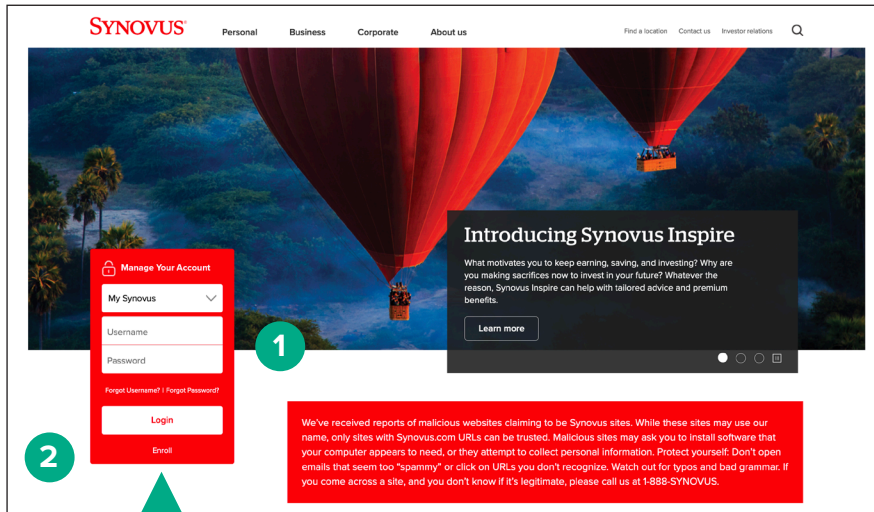 SYNOVUS®
Personal Business Corporate About us
Find a location Contact us Investor relations
Introducing Synovus Inspire
What motivates you to keep earning, saving, and investing? Why are
you making sacrifices now to invest in your future? Whatever the
reason, Synovus Inspire can help with tailored advice and premium
benefits.
Learn more
Manage Your Account
My Synovus
Username
Password
Forgot Username? | Forgot Password?
Login
Enroll
1
2
We've received reports of malicious websites claiming to be Synovus sites. While these sites may use our
name, only sites with Synovus.com URLs can be trusted. Malicious sites may ask you to install software that
your computer appears to need, or they attempt to collect personal information. Protect yourself: Don't open
emails that seem too "spammy" or click on URLs you don't recognize. Watch out for typos and bad grammar. If
you come across a site, and you don't know if it's legitimate, please call us at 1-888-SYNOVUS.